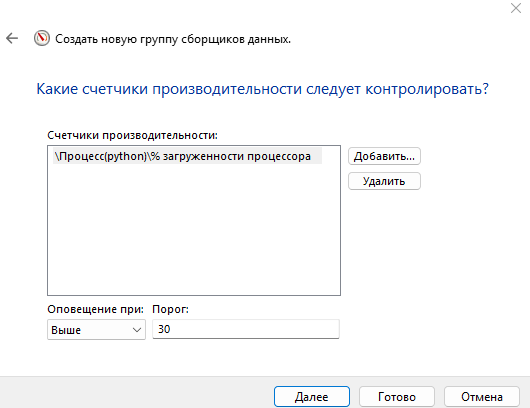 Создать новую группу сборщиков данных.
Какие счетчики производительности следует контролировать?
Счетчики производительности:
\Процесс(python)\% загруженности процессора
Добавить...
Удалить
Оповещение при: Порог:
Выше 30
Далее Готово Отмена